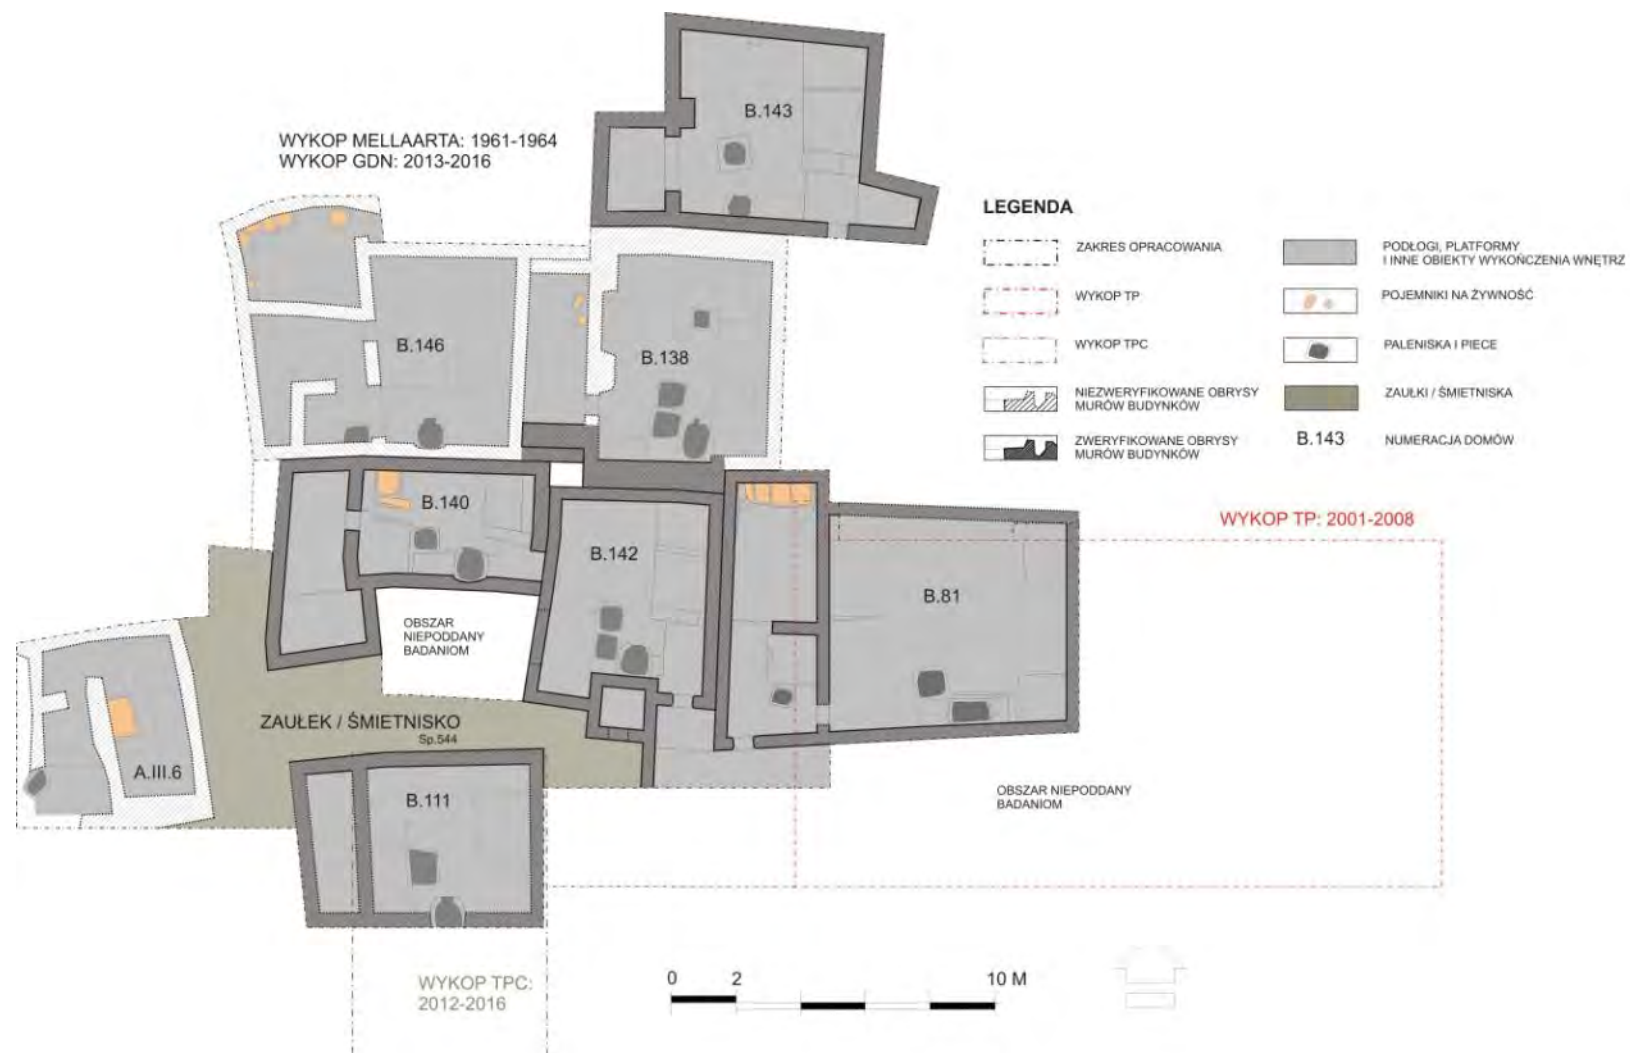 B.143
WYKOP MELLAARTA: 1961-1964
WYKOP GDN: 2013-2016
B.146
B.138
B.140
B.142
B.81
OBSZAR
NIEPODDANY
BADANIOM
ZAUŁEK / ŚMIETNISKO
Sp.544
A.III.6
B.111
WYKOP TPC:
2012-2016
LEGENDA
ZAKRES OPRACOWANIA
WYKOP TP
WYKOP TPC
NIEZWERYFIKOWANE OBRYSY
MURÓW BUDYNKÓW
ZWERYFIKOWANE OBRYSY
MURÓW BUDYNKÓW
PODŁOGI, PLATFORMY
I INNE OBIEKTY WYKOŃCZENIA WNĘTRZ
POJEMNIKI NA ŻYWNOŚĆ
PALENISKA I PIECE
ZAUŁKI / ŚMIETNISKA
B.143 NUMERACJA DOMÓW
WYKOP TP: 2001-2008
OBSZAR NIEPODDANY
BADANIOM
0 2 10 M